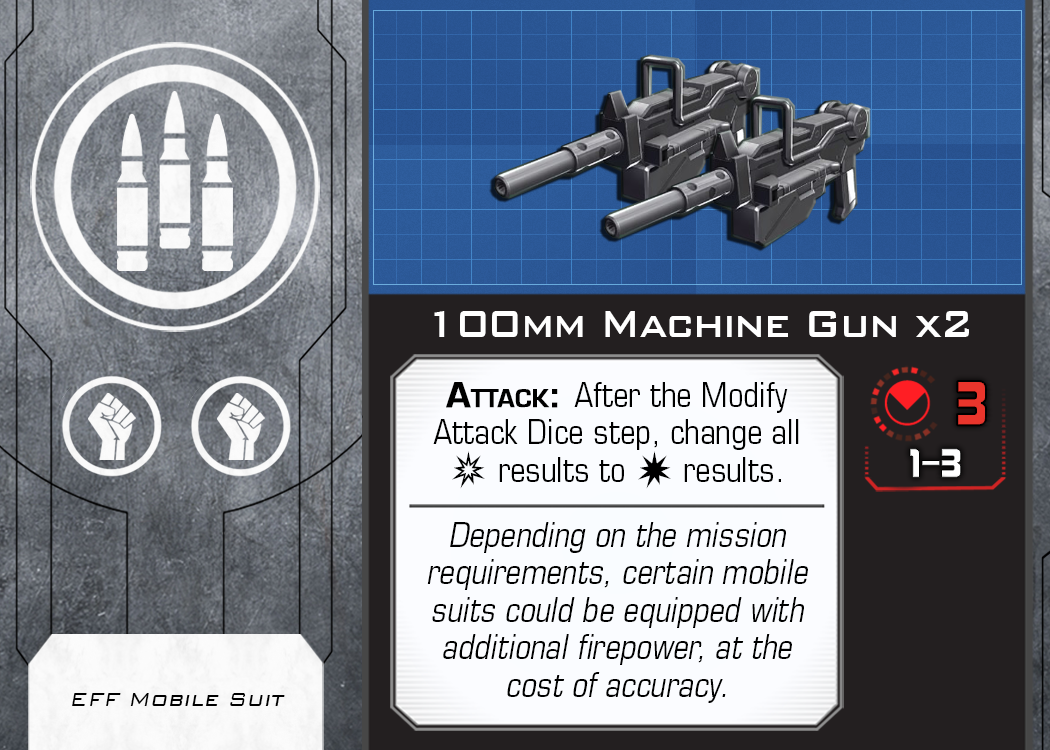 100mm Machine Gun x2
Attack: After the Modify
Attack Dice step, change all
results to results.
3
1–3
Depending on the mission
requirements, certain mobile
suits could be equipped with
additional firepower, at the
cost of accuracy.
EFF Mobile Suit